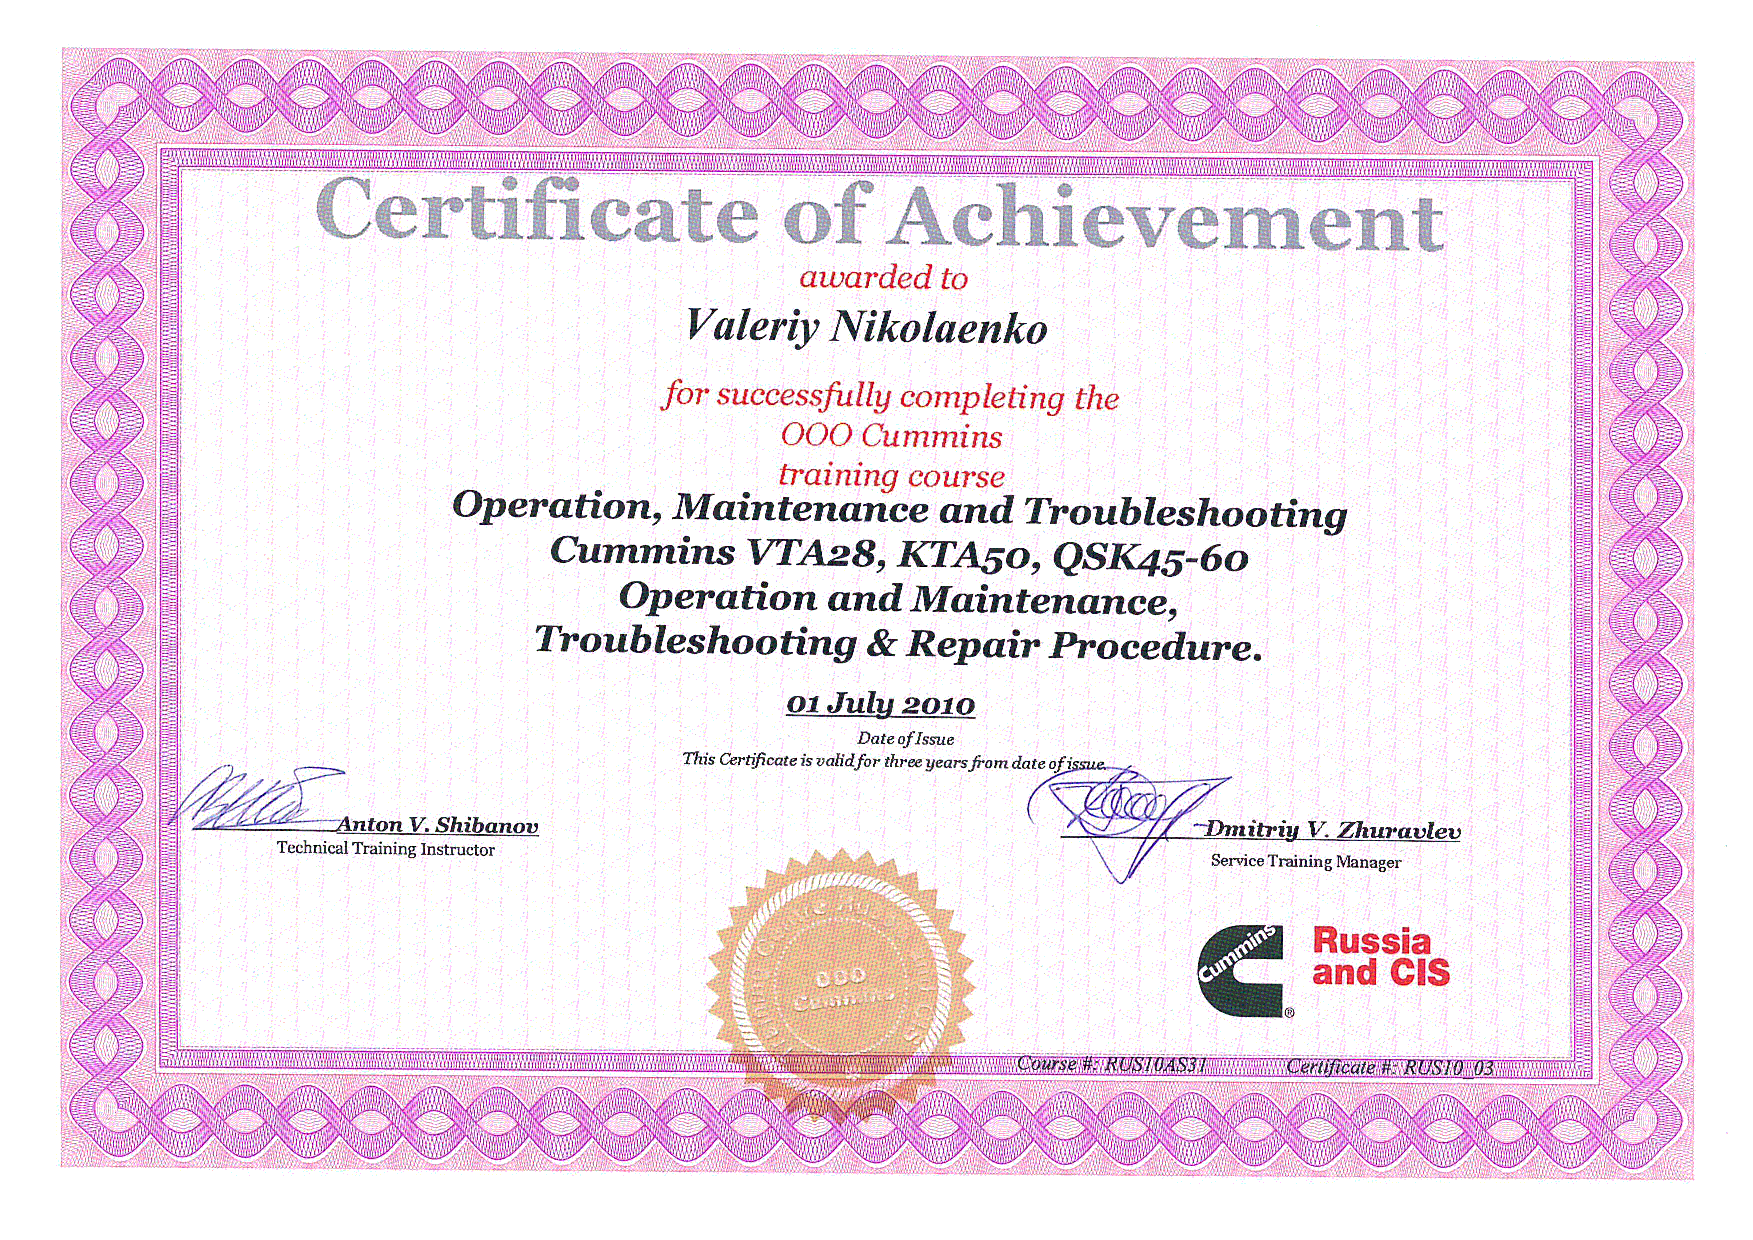 Certificate of Achievement
awarded to
Valeriy Nikolaenko
for successfully completing the
OOO Cummins
training course
Operation, Maintenance and Troubleshooting
Cummins VTA28, KTA50, QSK45-60
Operation and Maintenance,
Troubleshooting & Repair Procedure.
01 July 2010
Date of Issue
This Certificate is valid for three years from date of issue.
Anton V. Shibanov
Technical Training Instructor
Dmitriy V. Zhuravlev
Service Training Manager
OOO
Cummins
Cummins
®
Russia
and CIS
Course #: RUS10AS31
Certificate #: RUS10_03